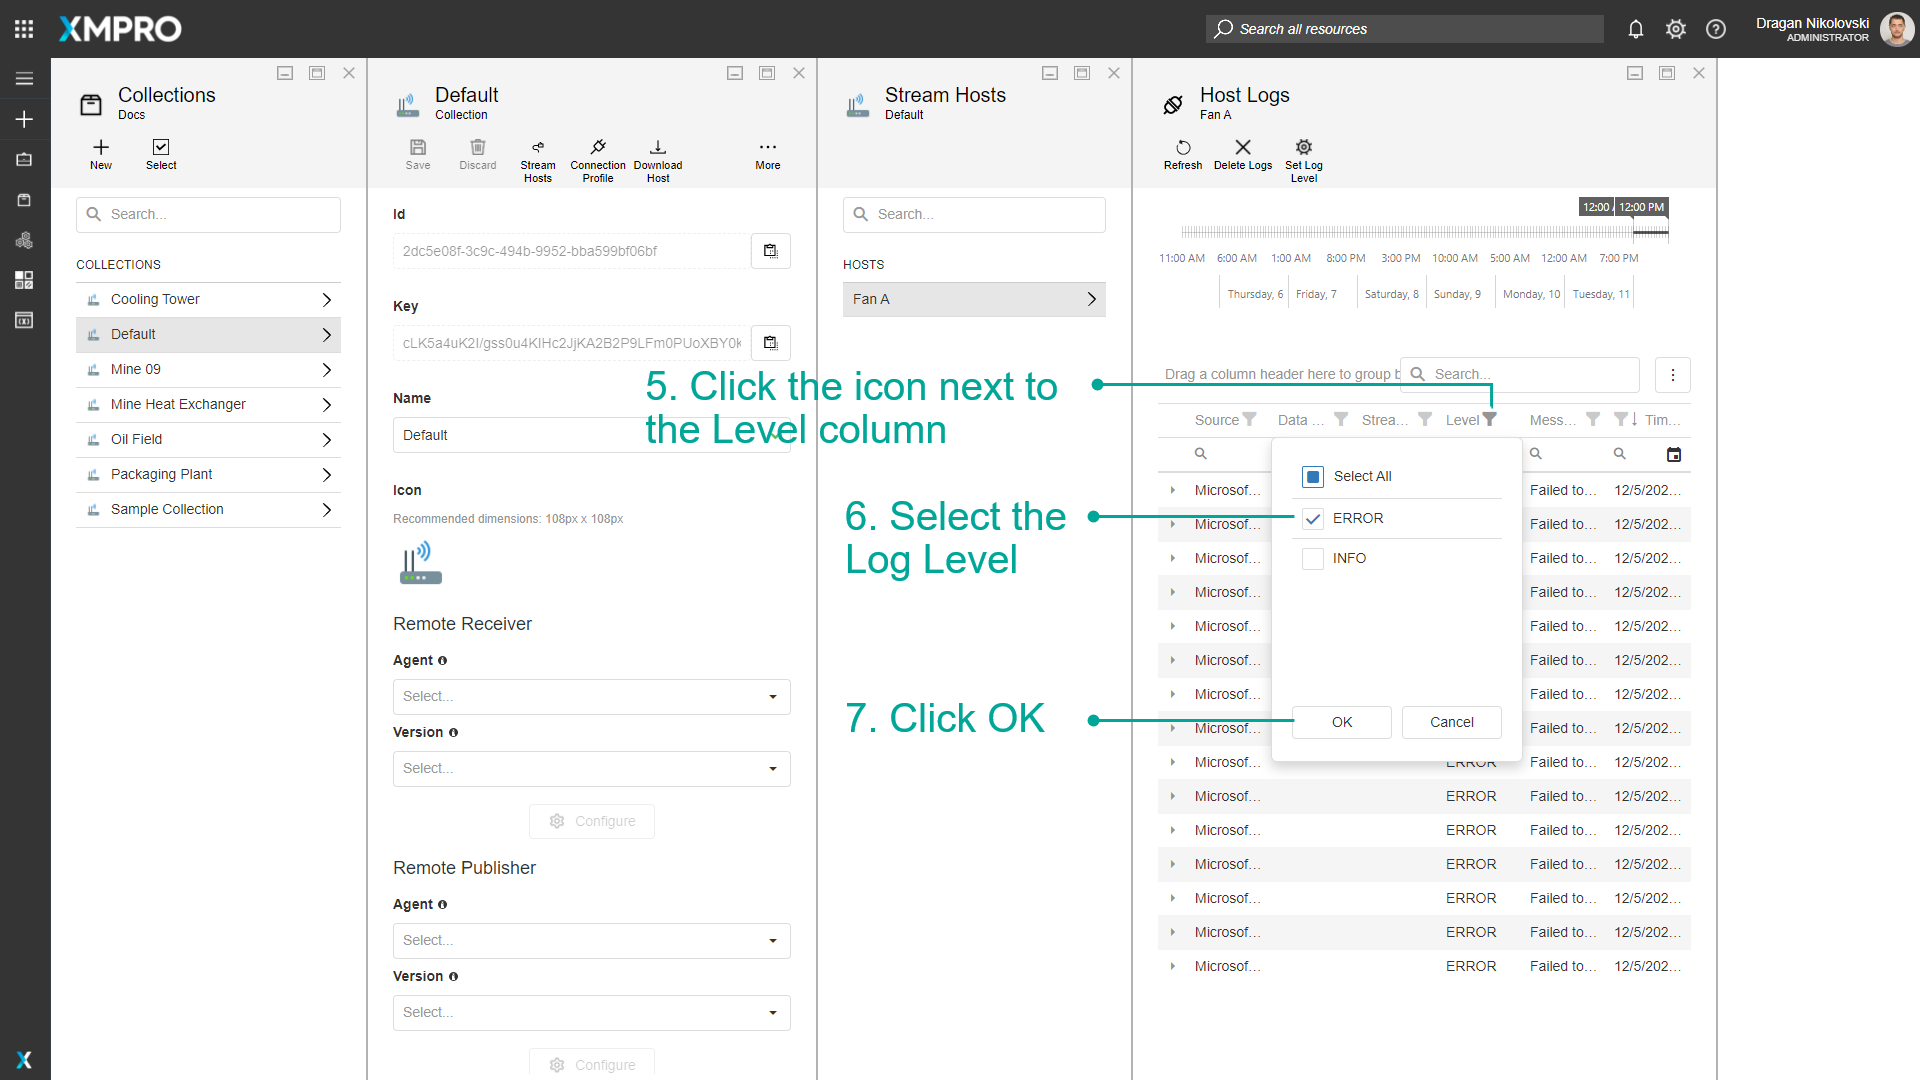 XMPRO
Search all resources
Dragan Nikolovski
ADMINISTRATOR
Collections
Docs
New
Select
Search...
COLLECTIONS
Cooling Tower
Default
Mine 09
Mine Heat Exchanger
Oil Field
Packaging Plant
Sample Collection
Default
Collection
Save
Discard
Stream Hosts
Connection Profile
Download Host
More
Id
2dc5e08f-3c9c-494b-9952-bba599bf06bf
Key
cLK5a4uK2I/gss0u4KIHc2JjKA2B2P9LFm0PUoXBY0k
Name
Default
Icon
Recommended dimensions: 108px x 108px
Remote Receiver
Agent
Select...
Version
Select...
Configure
Remote Publisher
Agent
Select...
Version
Select...
Configure
Stream Hosts
Default
Search...
HOSTS
Fan A
5. Click the icon next to
the Level column
6. Select the
Log Level
7. Click OK
Host Logs
Fan A
Refresh
Delete Logs
Set Log Level
12:00 12:00 PM
11:00 AM 6:00 AM 1:00 AM 8:00 PM 3:00 PM 10:00 AM 5:00 AM 12:00 AM 7:00 PM
Thursday, 6 Friday, 7 Saturday, 8 Sunday, 9 Monday, 10 Tuesday, 11
Drag a column header here to group b
Search...
Source Data ... Strea... Level Mess... Tim...
Select All
ERROR
INFO
OK
Cancel
Microsof... Failed to... 12/5/202...
Microsof... Failed to... 12/5/202...
Microsof... Failed to... 12/5/202...
Microsof... Failed to... 12/5/202...
Microsof... Failed to... 12/5/202...
Microsof... Failed to... 12/5/202...
Microsof... Failed to... 12/5/202...
Microsof... Failed to... 12/5/202...
Microsof... ERROR Failed to... 12/5/202...
Microsof... ERROR Failed to... 12/5/202...
Microsof... ERROR Failed to... 12/5/202...
Microsof... ERROR Failed to... 12/5/202...
Microsof... ERROR Failed to... 12/5/202...
Microsof... ERROR Failed to... 12/5/202...
Microsof... ERROR Failed to... 12/5/202...